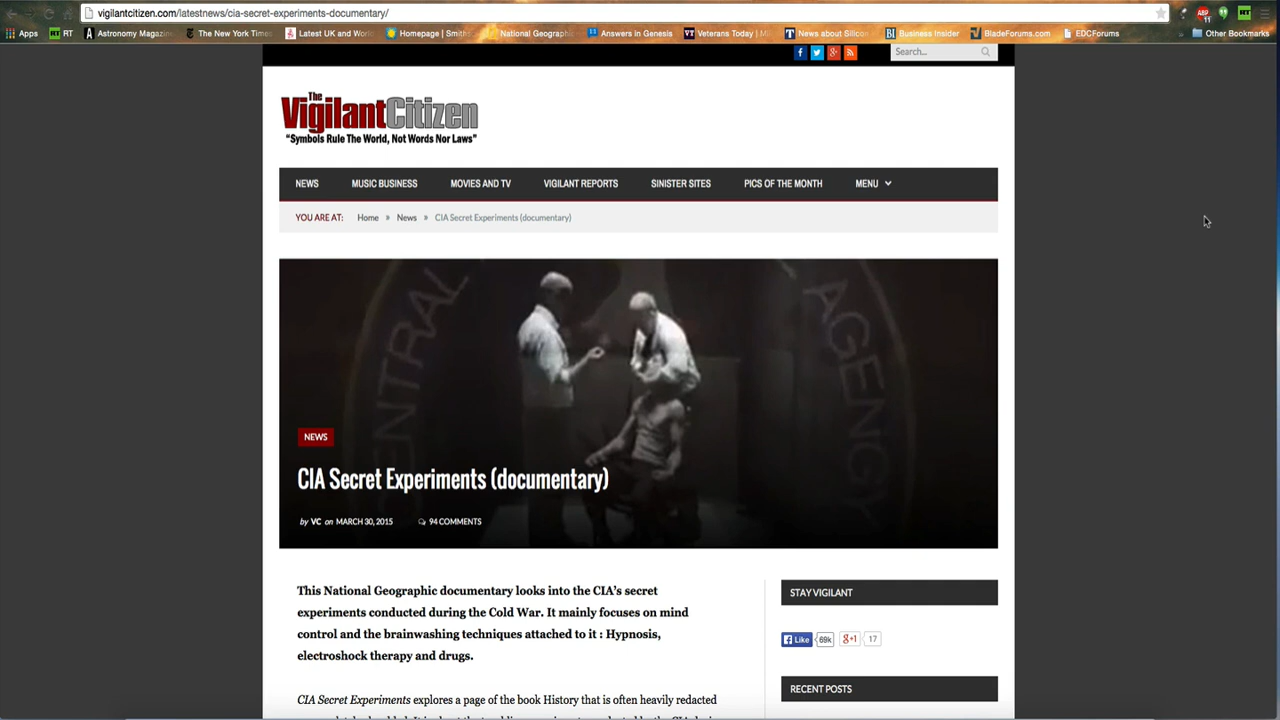 vigilantcitizen.com/latestnews/cia-secret-experiments-documentary/
Apps RT Astronomy Magazin The New York Time Latest UK and Worl Homepage | Smith National Geographi Answers in Genesis Veterans Today | Mi News about Silicon Business Insider BladeForums.com EDCForums » Other Bookmarks
Search...
The
VigilantCitizen
"Symbols Rule The World, Not Words Nor Laws"
NEWS MUSIC BUSINESS MOVIES AND TV VIGILANT REPORTS SINISTER SITES PICS OF THE MONTH MENU
YOU ARE AT: Home » News » CIA Secret Experiments (documentary)
CENTRAL AGENCY
NEWS
CIA Secret Experiments (documentary)
by VC on MARCH 30, 2015 94 COMMENTS
This National Geographic documentary looks into the CIA's secret
experiments conducted during the Cold War. It mainly focuses on mind
control and the brainwashing techniques attached to it : Hypnosis,
electroshock therapy and drugs.
CIA Secret Experiments explores a page of the book History that is often heavily redacted
STAY VIGILANT
Like 69k g+1 17
RECENT POSTS